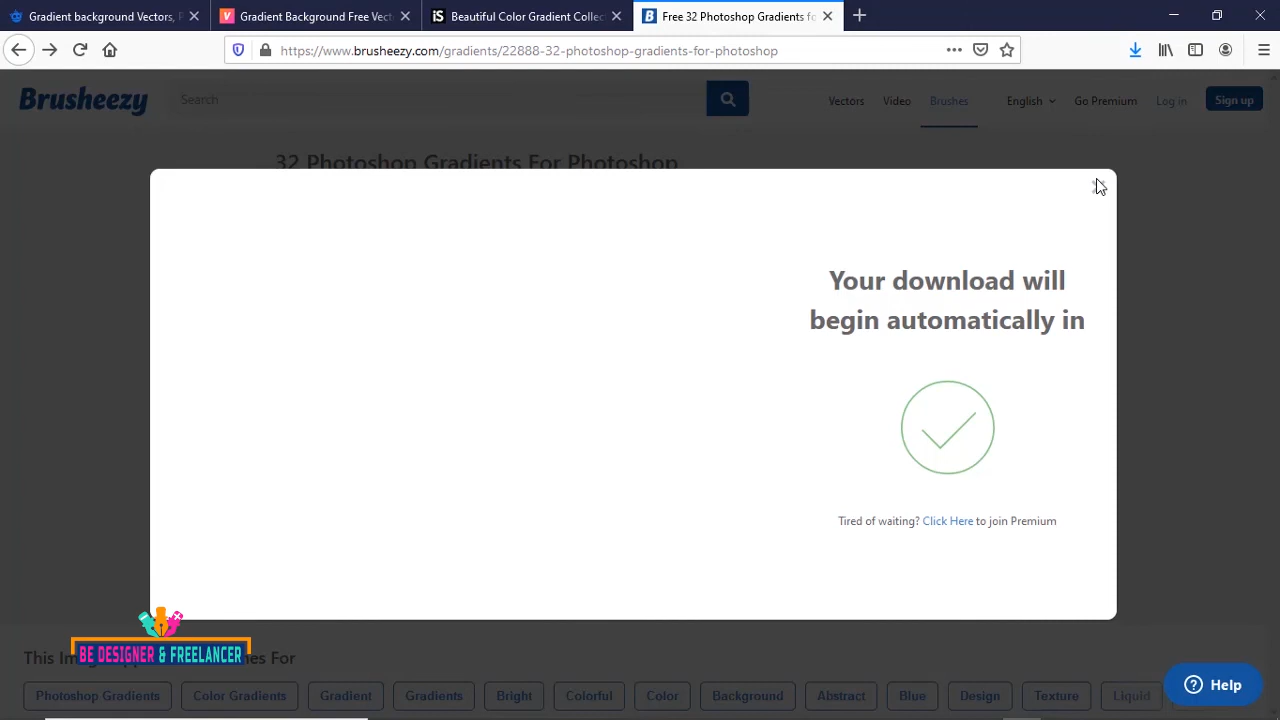 Gradient background Vectors, P
Gradient Background Free Vect
iS Beautiful Color Gradient Collec
B Free 32 Photoshop Gradients fo
https://www.brusheezy.com/gradients/22888-32-photoshop-gradients-for-photoshop
Brusheezy
Search
Vectors
Video
Brushes
English
Go Premium
Log in
Sign up
32 Photoshop Gradients For Photoshop
Your download will
begin automatically in
Tired of waiting? Click Here to join Premium
BE DESIGNER & FREELANCER
For
Photoshop Gradients
Color Gradients
Gradient
Gradients
Bright
Colorful
Color
Background
Abstract
Blue
Design
Texture
Liquid
Help